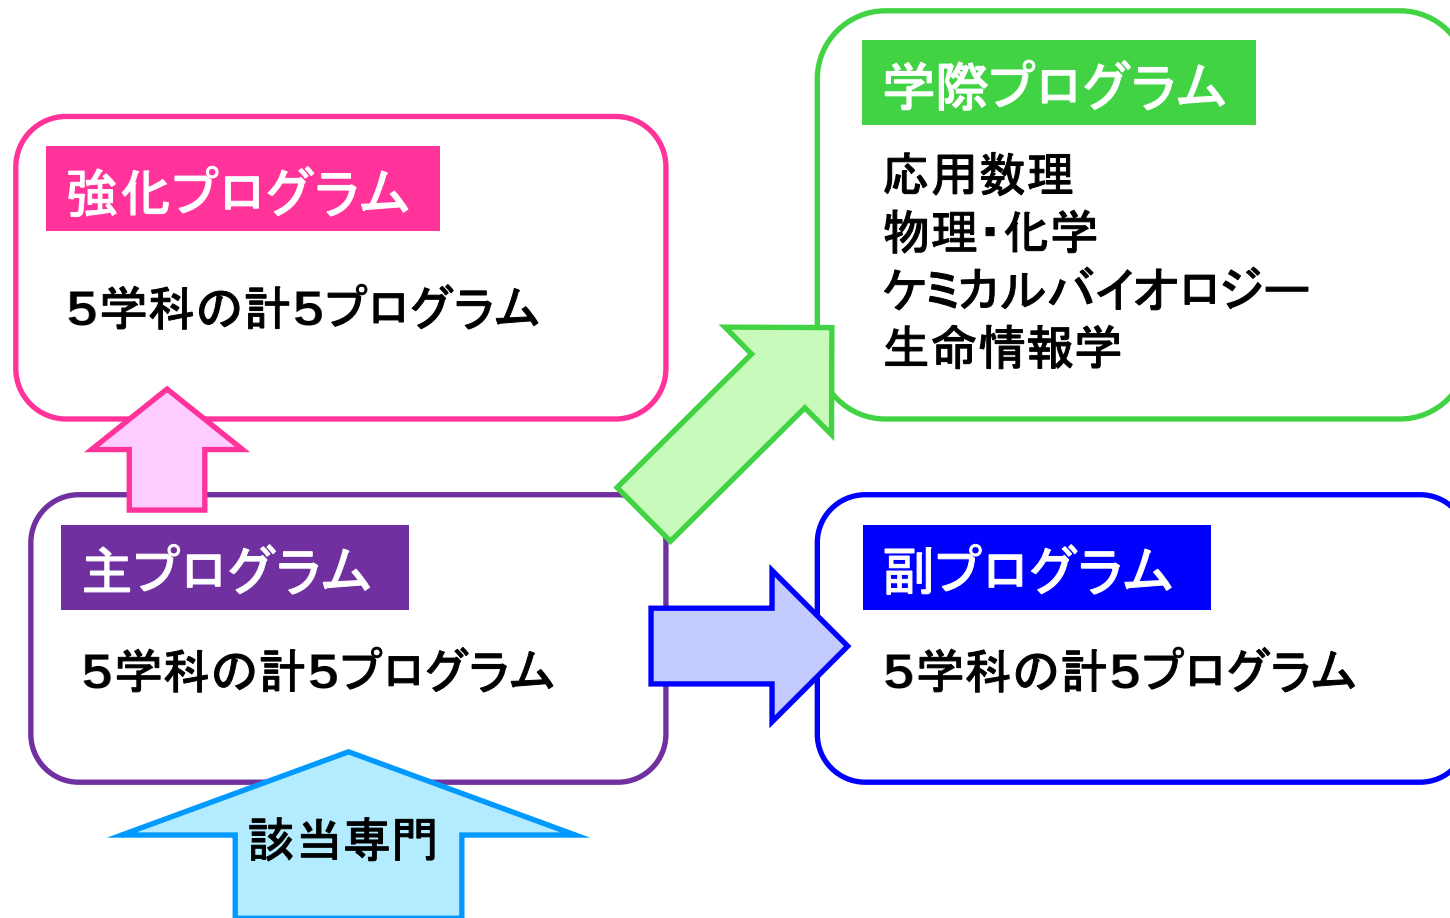 強化プログラム
5学科の計5プログラム
学際プログラム
応用数理
物理・化学
ケミカルバイオロジー
生命情報学
主プログラム
5学科の計5プログラム
副プログラム
5学科の計5プログラム
該当専門